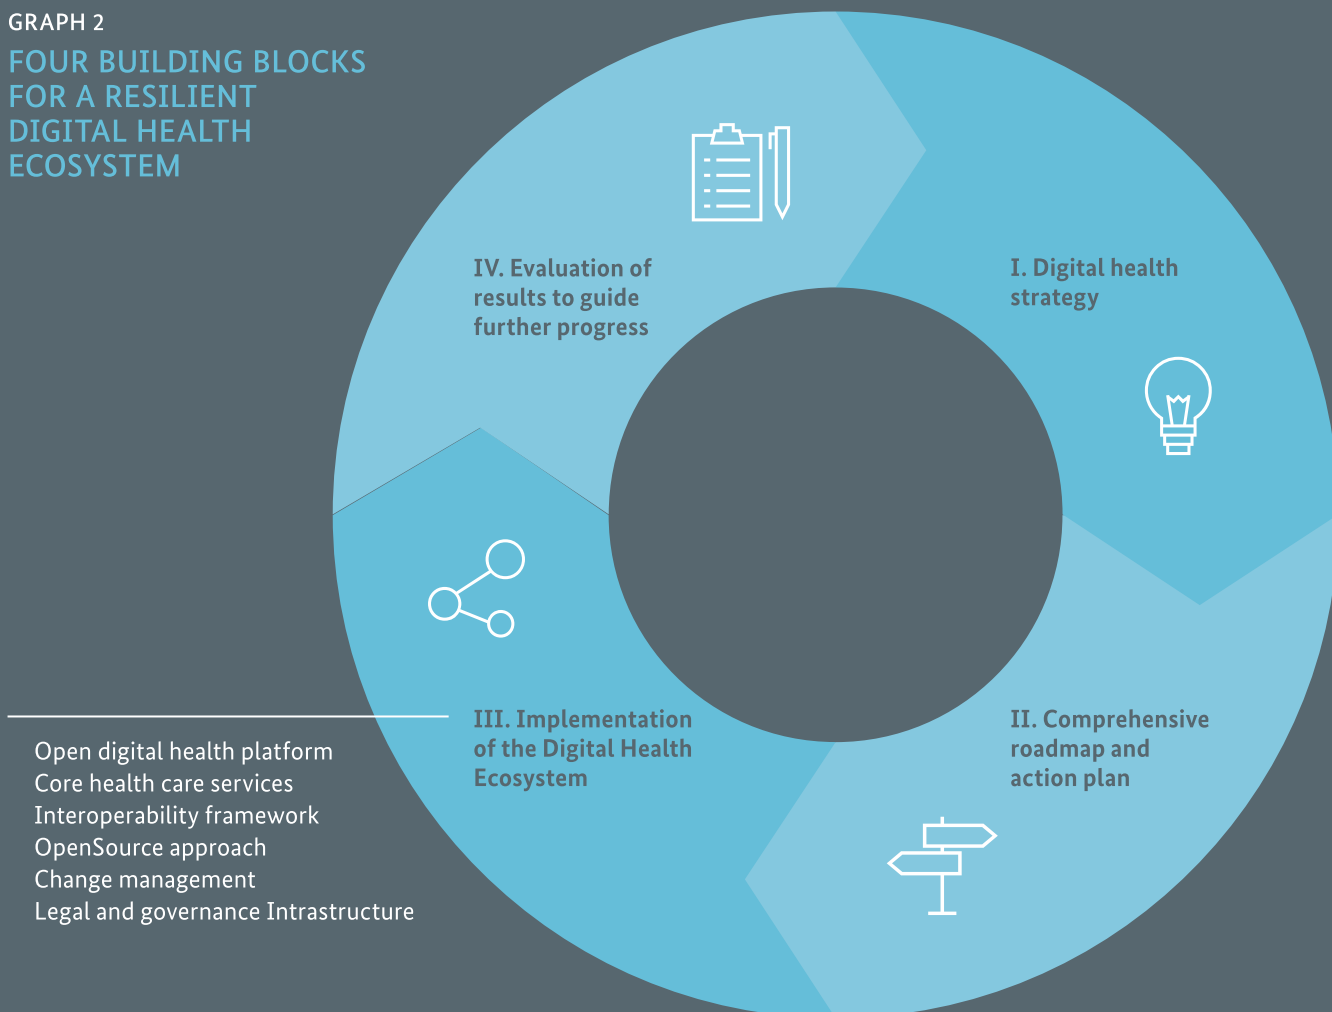 GRAPH 2
FOUR BUILDING BLOCKS
FOR A RESILIENT
DIGITAL HEALTH
ECOSYSTEM
IV. Evaluation of
results to guide
further progress
I. Digital health
strategy
III. Implementation
of the Digital Health
Ecosystem
II. Comprehensive
roadmap and
action plan
Open digital health platform
Core health care services
Interoperability framework
OpenSource approach
Change management
Legal and governance Intrastructure